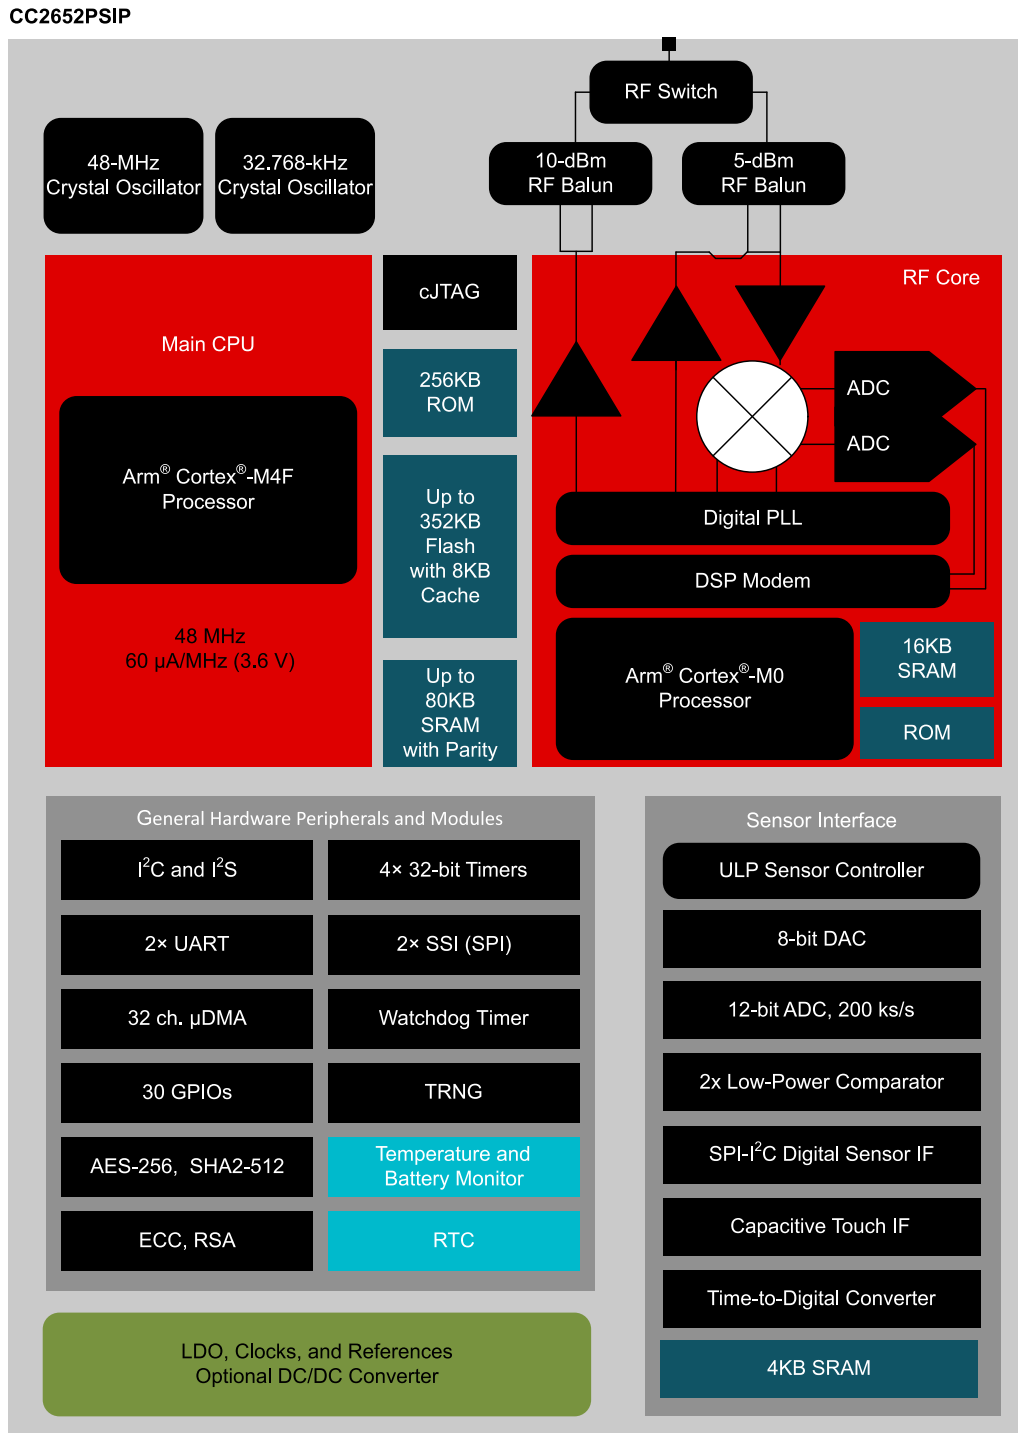 CC2652PSIP
RF Switch
48-MHz
Crystal Oscillator
32.768-kHz
Crystal Oscillator
10-dBm
RF Balun
5-dBm
RF Balun
Main CPU
Arm® Cortex®-M4F
Processor
48 MHz
60 µA/MHz (3.6 V)
cJTAG
256KB
ROM
Up to
352KB
Flash
with 8KB
Cache
Up to
80KB
SRAM
with Parity
RF Core
ADC
ADC
Digital PLL
DSP Modem
Arm® Cortex®-M0
Processor
16KB
SRAM
ROM
General Hardware Peripherals and Modules
I²C and I²S
4× 32-bit Timers
2× UART
2× SSI (SPI)
32 ch. µDMA
Watchdog Timer
30 GPIOs
TRNG
AES-256, SHA2-512
Temperature and
Battery Monitor
ECC, RSA
RTC
LDO, Clocks, and References
Optional DC/DC Converter
Sensor Interface
ULP Sensor Controller
8-bit DAC
12-bit ADC, 200 ks/s
2x Low-Power Comparator
SPI-I²C Digital Sensor IF
Capacitive Touch IF
Time-to-Digital Converter
4KB SRAM